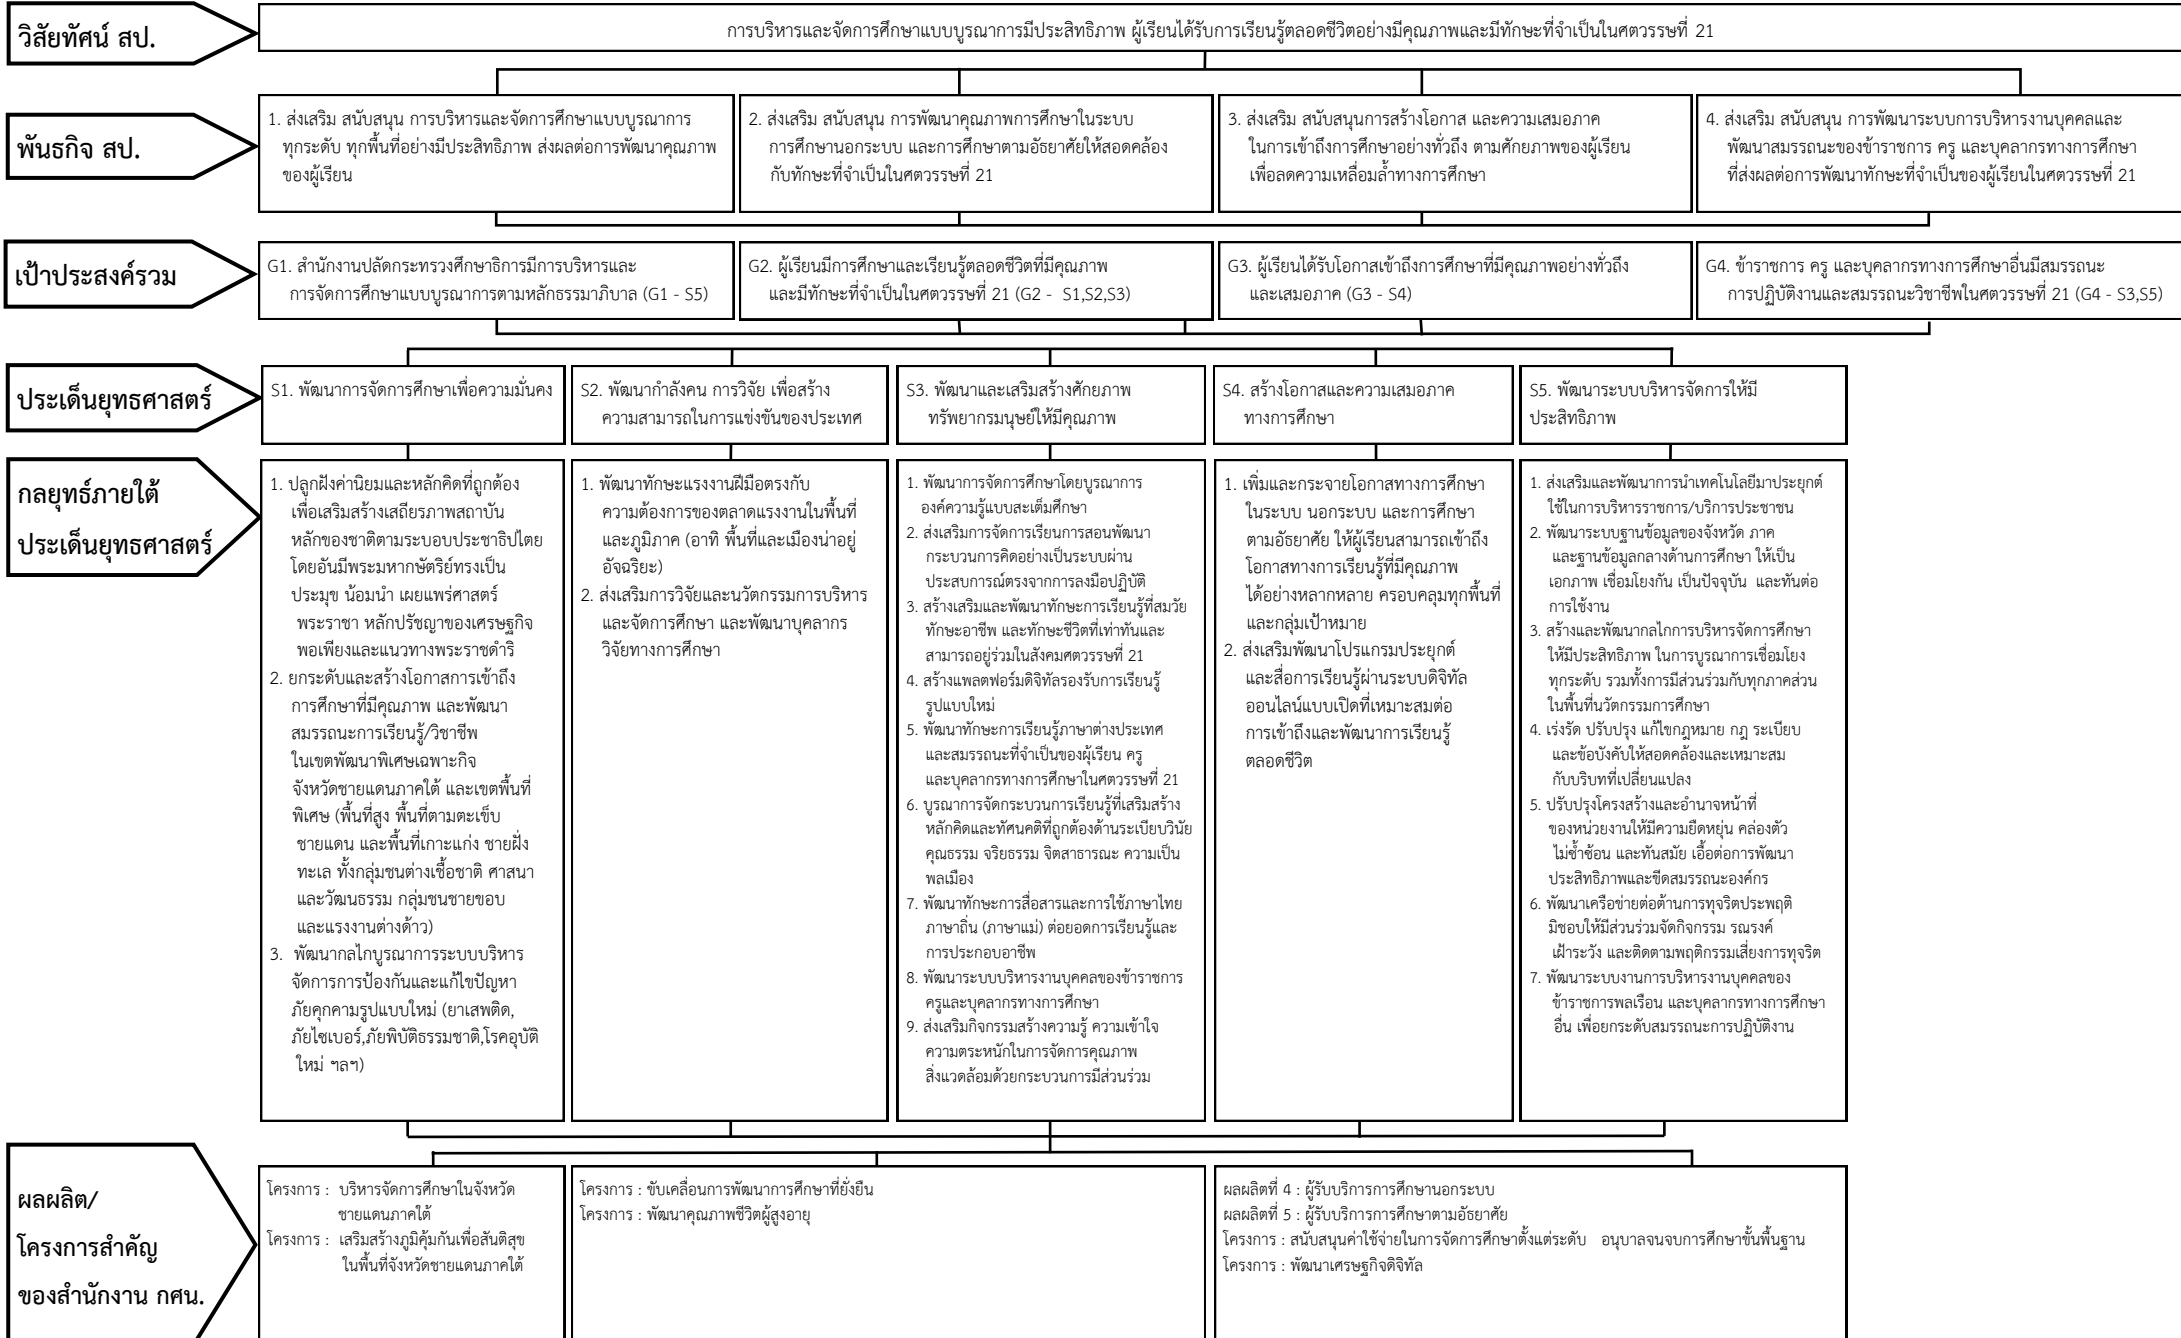 วิสัยทัศน์ สป.
การบริหารและจัดการศึกษาแบบบูรณาการมีประสิทธิภาพ ผู้เรียนได้รับการเรียนรู้ตลอดชีวิตอย่างมีคุณภาพและมีทักษะที่จำเป็นในศตวรรษที่ 21
พันธกิจ สป.
1. ส่งเสริม สนับสนุน การบริหารและจัดการศึกษาแบบบูรณาการ
ทุกระดับ ทุกพื้นที่อย่างมีประสิทธิภาพ ส่งผลต่อการพัฒนาคุณภาพ
ของผู้เรียน
2. ส่งเสริม สนับสนุน การพัฒนาคุณภาพการศึกษาในระบบ
การศึกษานอกระบบ และการศึกษาตามอัธยาศัยให้สอดคล้อง
กับทักษะที่จำเป็นในศตวรรษที่ 21
3. ส่งเสริม สนับสนุนการสร้างโอกาส และความเสมอภาค
ในการเข้าถึงการศึกษาอย่างทั่วถึง ตามศักยภาพของผู้เรียน
เพื่อลดความเหลื่อมล้ำทางการศึกษา
4. ส่งเสริม สนับสนุน การพัฒนาระบบการบริหารงานบุคคลและ
พัฒนาสมรรถนะของข้าราชการ ครู และบุคลากรทางการศึกษา
ที่ส่งผลต่อการพัฒนาทักษะที่จำเป็นของผู้เรียนในศตวรรษที่ 21
เป้าประสงค์รวม
G1. สำนักงานปลัดกระทรวงศึกษาธิการมีการบริหารและ
การจัดการศึกษาแบบบูรณาการตามหลักธรรมาภิบาล (G1 - S5)
G2. ผู้เรียนมีการศึกษาและเรียนรู้ตลอดชีวิตที่มีคุณภาพ
และมีทักษะที่จำเป็นในศตวรรษที่ 21 (G2 - S1,S2,S3)
G3. ผู้เรียนได้รับโอกาสเข้าถึงการศึกษาที่มีคุณภาพอย่างทั่วถึง
และเสมอภาค (G3 - S4)
G4. ข้าราชการ ครู และบุคลากรทางการศึกษาอื่นมีสมรรถนะ
การปฏิบัติงานและสมรรถนะวิชาชีพในศตวรรษที่ 21 (G4 - S3,S5)
ประเด็นยุทธศาสตร์
S1. พัฒนาการจัดการศึกษาเพื่อความมั่นคง
S2. พัฒนากำลังคน การวิจัย เพื่อสร้าง
ความสามารถในการแข่งขันของประเทศ
S3. พัฒนาและเสริมสร้างศักยภาพ
ทรัพยากรมนุษย์ให้มีคุณภาพ
S4. สร้างโอกาสและความเสมอภาค
ทางการศึกษา
S5. พัฒนาระบบบริหารจัดการให้มี
ประสิทธิภาพ
กลยุทธ์ภายใต้
ประเด็นยุทธศาสตร์
1. ปลูกฝังค่านิยมและหลักคิดที่ถูกต้อง
เพื่อเสริมสร้างเสถียรภาพสถาบัน
หลักของชาติตามระบอบประชาธิปไตย
โดยอันมีพระมหากษัตริย์ทรงเป็น
ประมุข น้อมนำ เผยแพร่ศาสตร์
พระราชา หลักปรัชญาของเศรษฐกิจ
พอเพียงและแนวทางพระราชดำริ
2. ยกระดับและสร้างโอกาสการเข้าถึง
การศึกษาที่มีคุณภาพ และพัฒนา
สมรรถนะการเรียนรู้/วิชาชีพ
ในเขตพัฒนาพิเศษเฉพาะกิจ
จังหวัดชายแดนภาคใต้ และเขตพื้นที่
พิเศษ (พื้นที่สูง พื้นที่ตามตะเข็บ
ชายแดน และพื้นที่เกาะแก่ง ชายฝั่ง
ทะเล ทั้งกลุ่มชนต่างเชื้อชาติ ศาสนา
และวัฒนธรรม กลุ่มชนชายขอบ
และแรงงานต่างด้าว)
3. พัฒนากลไกบูรณาการระบบบริหาร
จัดการการป้องกันและแก้ไขปัญหา
ภัยคุกคามรูปแบบใหม่ (ยาเสพติด,
ภัยไซเบอร์,ภัยพิบัติธรรมชาติ,โรคอุบัติ
ใหม่ ฯลฯ)
1. พัฒนาทักษะแรงงานฝีมือตรงกับ
ความต้องการของตลาดแรงงานในพื้นที่
และภูมิภาค (อาทิ พื้นที่และเมืองน่าอยู่
อัจฉริยะ)
2. ส่งเสริมการวิจัยและนวัตกรรมการบริหาร
และจัดการศึกษา และพัฒนาบุคลากร
วิจัยทางการศึกษา
1. พัฒนาการจัดการศึกษาโดยบูรณาการ
องค์ความรู้แบบสะเต็มศึกษา
2. ส่งเสริมการจัดการเรียนการสอนพัฒนา
กระบวนการคิดอย่างเป็นระบบผ่าน
ประสบการณ์ตรงจากการลงมือปฏิบัติ
3. สร้างเสริมและพัฒนาทักษะการเรียนรู้ที่สมวัย
ทักษะอาชีพ และทักษะชีวิตที่เท่าทันและ
สามารถอยู่ร่วมในสังคมศตวรรษที่ 21
4. สร้างแพลตฟอร์มดิจิทัลรองรับการเรียนรู้
รูปแบบใหม่
5. พัฒนาทักษะการเรียนรู้ภาษาต่างประเทศ
และสมรรถนะที่จำเป็นของผู้เรียน ครู
และบุคลากรทางการศึกษาในศตวรรษที่ 21
6. บูรณาการจัดกระบวนการเรียนรู้ที่เสริมสร้าง
หลักคิดและทัศนคติที่ถูกต้องด้านระเบียบวินัย
คุณธรรม จริยธรรม จิตสาธารณะ ความเป็น
พลเมือง
7. พัฒนาทักษะการสื่อสารและการใช้ภาษาไทย
ภาษาถิ่น (ภาษาแม่) ต่อยอดการเรียนรู้และ
การประกอบอาชีพ
8. พัฒนาระบบบริหารงานบุคคลของข้าราชการ
ครูและบุคลากรทางการศึกษา
9. ส่งเสริมกิจกรรมสร้างความรู้ ความเข้าใจ
ความตระหนักในการจัดการคุณภาพ
สิ่งแวดล้อมด้วยกระบวนการมีส่วนร่วม
1. เพิ่มและกระจายโอกาสทางการศึกษา
ในระบบ นอกระบบ และการศึกษา
ตามอัธยาศัย ให้ผู้เรียนสามารถเข้าถึง
โอกาสทางการเรียนรู้ที่มีคุณภาพ
ได้อย่างหลากหลาย ครอบคลุมทุกพื้นที่
และกลุ่มเป้าหมาย
2. ส่งเสริมพัฒนาโปรแกรมประยุกต์
และสื่อการเรียนรู้ผ่านระบบดิจิทัล
ออนไลน์แบบเปิดที่เหมาะสมต่อ
การเข้าถึงและพัฒนาการเรียนรู้
ตลอดชีวิต
1. ส่งเสริมและพัฒนาการนำเทคโนโลยีมาประยุกต์
ใช้ในการบริหารราชการ/บริการประชาชน
2. พัฒนาระบบฐานข้อมูลของจังหวัด ภาค
และฐานข้อมูลกลางด้านการศึกษา ให้เป็น
เอกภาพ เชื่อมโยงกัน เป็นปัจจุบัน และทันต่อ
การใช้งาน
3. สร้างและพัฒนากลไกการบริหารจัดการศึกษา
ให้มีประสิทธิภาพ ในการบูรณาการเชื่อมโยง
ทุกระดับ รวมทั้งการมีส่วนร่วมกับทุกภาคส่วน
ในพื้นที่นวัตกรรมการศึกษา
4. เร่งรัด ปรับปรุง แก้ไขกฎหมาย กฎ ระเบียบ
และข้อบังคับให้สอดคล้องและเหมาะสม
กับบริบทที่เปลี่ยนแปลง
5. ปรับปรุงโครงสร้างและอำนาจหน้าที่
ของหน่วยงานให้มีความยืดหยุ่น คล่องตัว
ไม่ซ้ำซ้อน และทันสมัย เอื้อต่อการพัฒนา
ประสิทธิภาพและขีดสมรรถนะองค์กร
6. พัฒนาเครือข่ายต่อต้านการทุจริตประพฤติ
มิชอบให้มีส่วนร่วมจัดกิจกรรม รณรงค์
เฝ้าระวัง และติดตามพฤติกรรมเสี่ยงการทุจริต
7. พัฒนาระบบงานการบริหารงานบุคคลของ
ข้าราชการพลเรือน และบุคลากรทางการศึกษา
อื่น เพื่อยกระดับสมรรถนะการปฏิบัติงาน
ผลผลิต/
โครงการสำคัญ
ของสำนักงาน กศน.
โครงการ : บริหารจัดการศึกษาในจังหวัด
ชายแดนภาคใต้
โครงการ : เสริมสร้างภูมิคุ้มกันเพื่อสันติสุข
ในพื้นที่จังหวัดชายแดนภาคใต้
โครงการ : ขับเคลื่อนการพัฒนาการศึกษาที่ยั่งยืน
โครงการ : พัฒนาคุณภาพชีวิตผู้สูงอายุ
ผลผลิตที่ 4 : ผู้รับบริการการศึกษานอกระบบ
ผลผลิตที่ 5 : ผู้รับบริการการศึกษาตามอัธยาศัย
โครงการ : สนับสนุนค่าใช้จ่ายในการจัดการศึกษาตั้งแต่ระดับ อนุบาลจนจบการศึกษาขั้นพื้นฐาน
โครงการ : พัฒนาเศรษฐกิจดิจิทัล